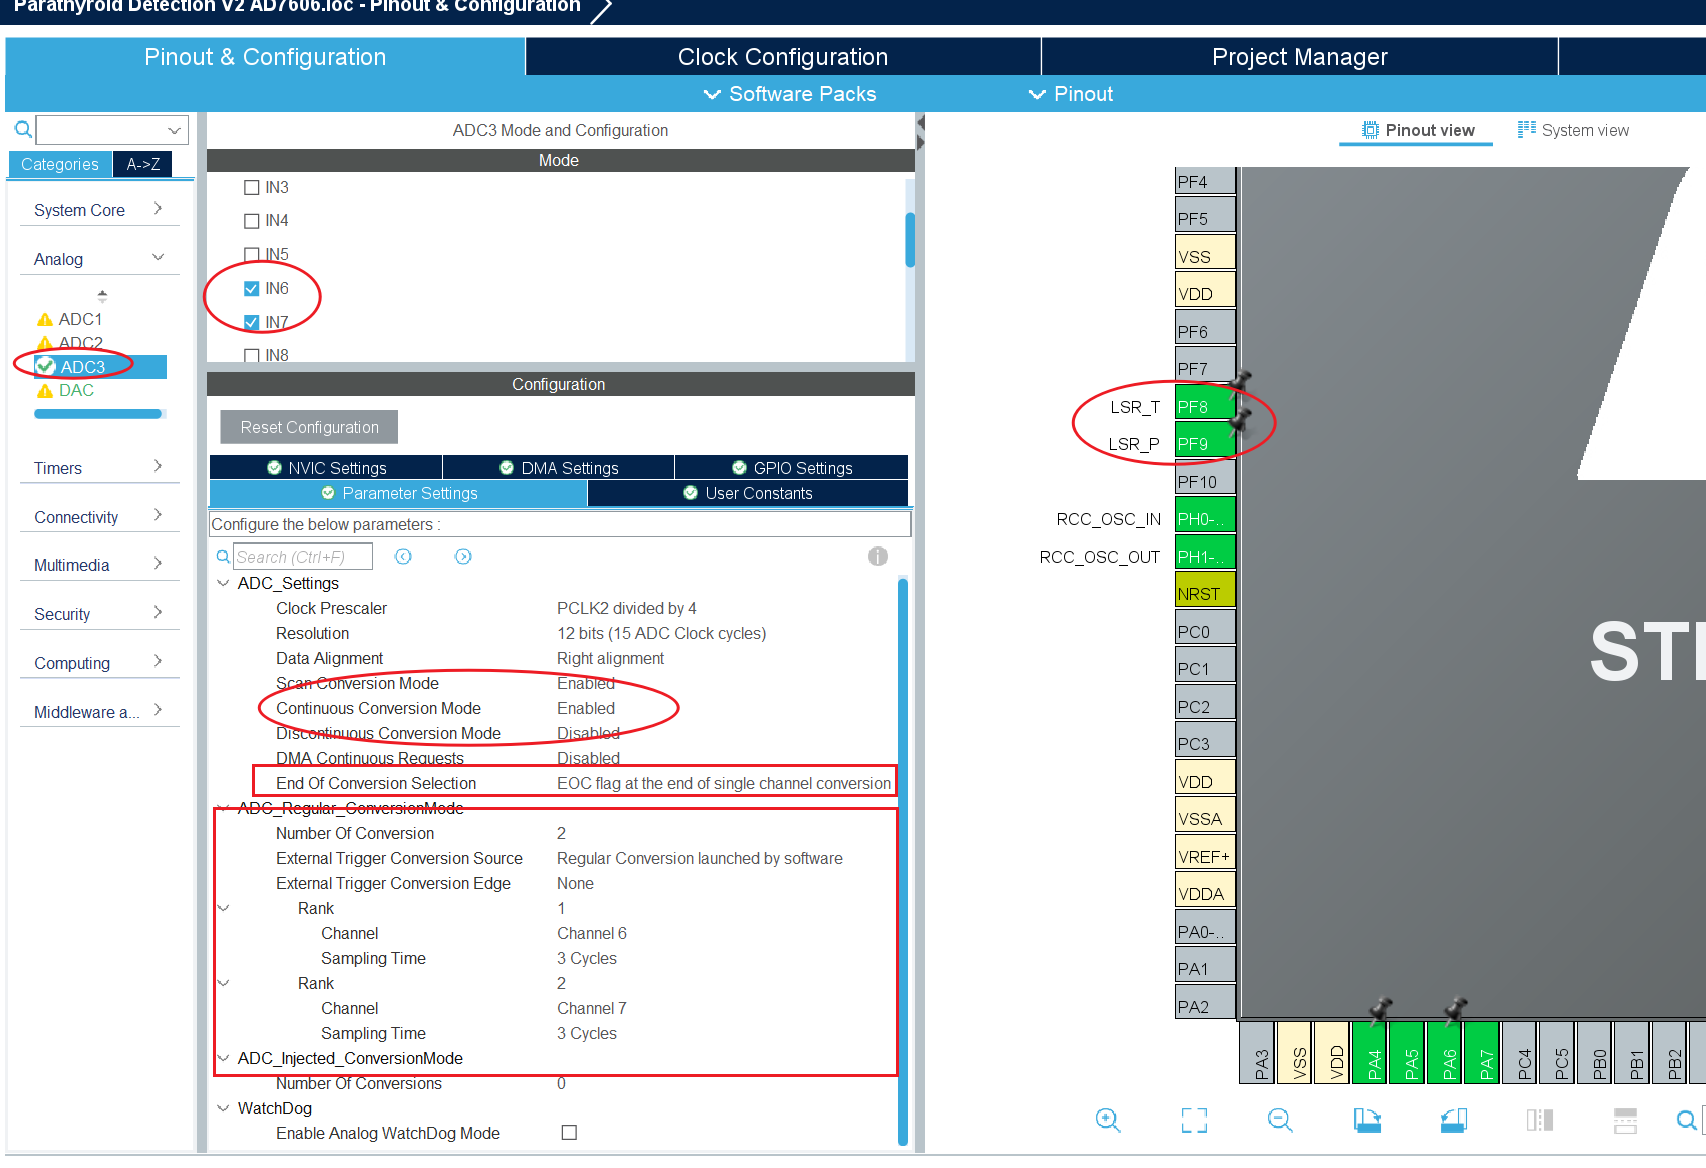 Parathyroid Detection V2 AD7606.ioc - Pinout & Configuration
Pinout & Configuration
Clock Configuration
Project Manager
Software Packs
Pinout
Categories
A->Z
System Core
Analog
ADC1
ADC2
ADC3
DAC
Timers
Connectivity
Multimedia
Security
Computing
Middleware a...
ADC3 Mode and Configuration
Mode
IN3
IN4
IN5
IN6
IN7
IN8
Configuration
Reset Configuration
NVIC Settings
DMA Settings
GPIO Settings
Parameter Settings
User Constants
Configure the below parameters :
Search (Ctrl+F)
ADC_Settings
Clock Prescaler PCLK2 divided by 4
Resolution 12 bits (15 ADC Clock cycles)
Data Alignment Right alignment
Scan Conversion Mode Enabled
Continuous Conversion Mode Enabled
Discontinuous Conversion Mode Disabled
DMA Continuous Requests Disabled
End Of Conversion Selection EOC flag at the end of single channel conversion
ADC_Regular_ConversionMode
Number Of Conversion 2
External Trigger Conversion Source Regular Conversion launched by software
External Trigger Conversion Edge None
Rank 1
Channel Channel 6
Sampling Time 3 Cycles
Rank 2
Channel Channel 7
Sampling Time 3 Cycles
ADC_Injected_ConversionMode
Number Of Conversions 0
WatchDog
Enable Analog WatchDog Mode
Pinout view
System view
PF4
PF5
VSS
VDD
PF6
PF7
LSR_T PF8
LSR_P PF9
PF10
RCC_OSC_IN PH0-..
RCC_OSC_OUT PH1-..
NRST
PC0
PC1
PC2
PC3
VDD
VSSA
VREF+
VDDA
PA0-..
PA1
PA2
PA3
VSS
VDD
PA4
PA5
PA6
PA7
PC4
PC5
PB0
PB1
PB2